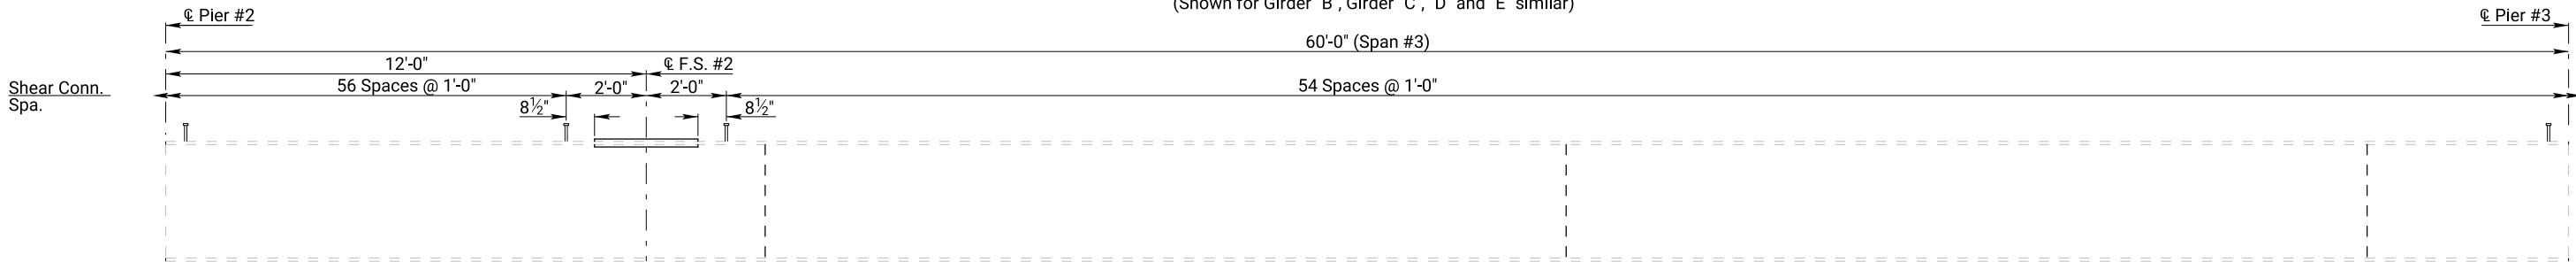 (Shown for Girder "B", Girder "C", "D" and "E" similar)
℄ Pier #2
℄ Pier #3
60'-0" (Span #3)
12'-0"
℄ F.S. #2
Shear Conn.
Spa.
56 Spaces @ 1'-0"
2'-0"
2'-0"
54 Spaces @ 1'-0"
8½"
8½"